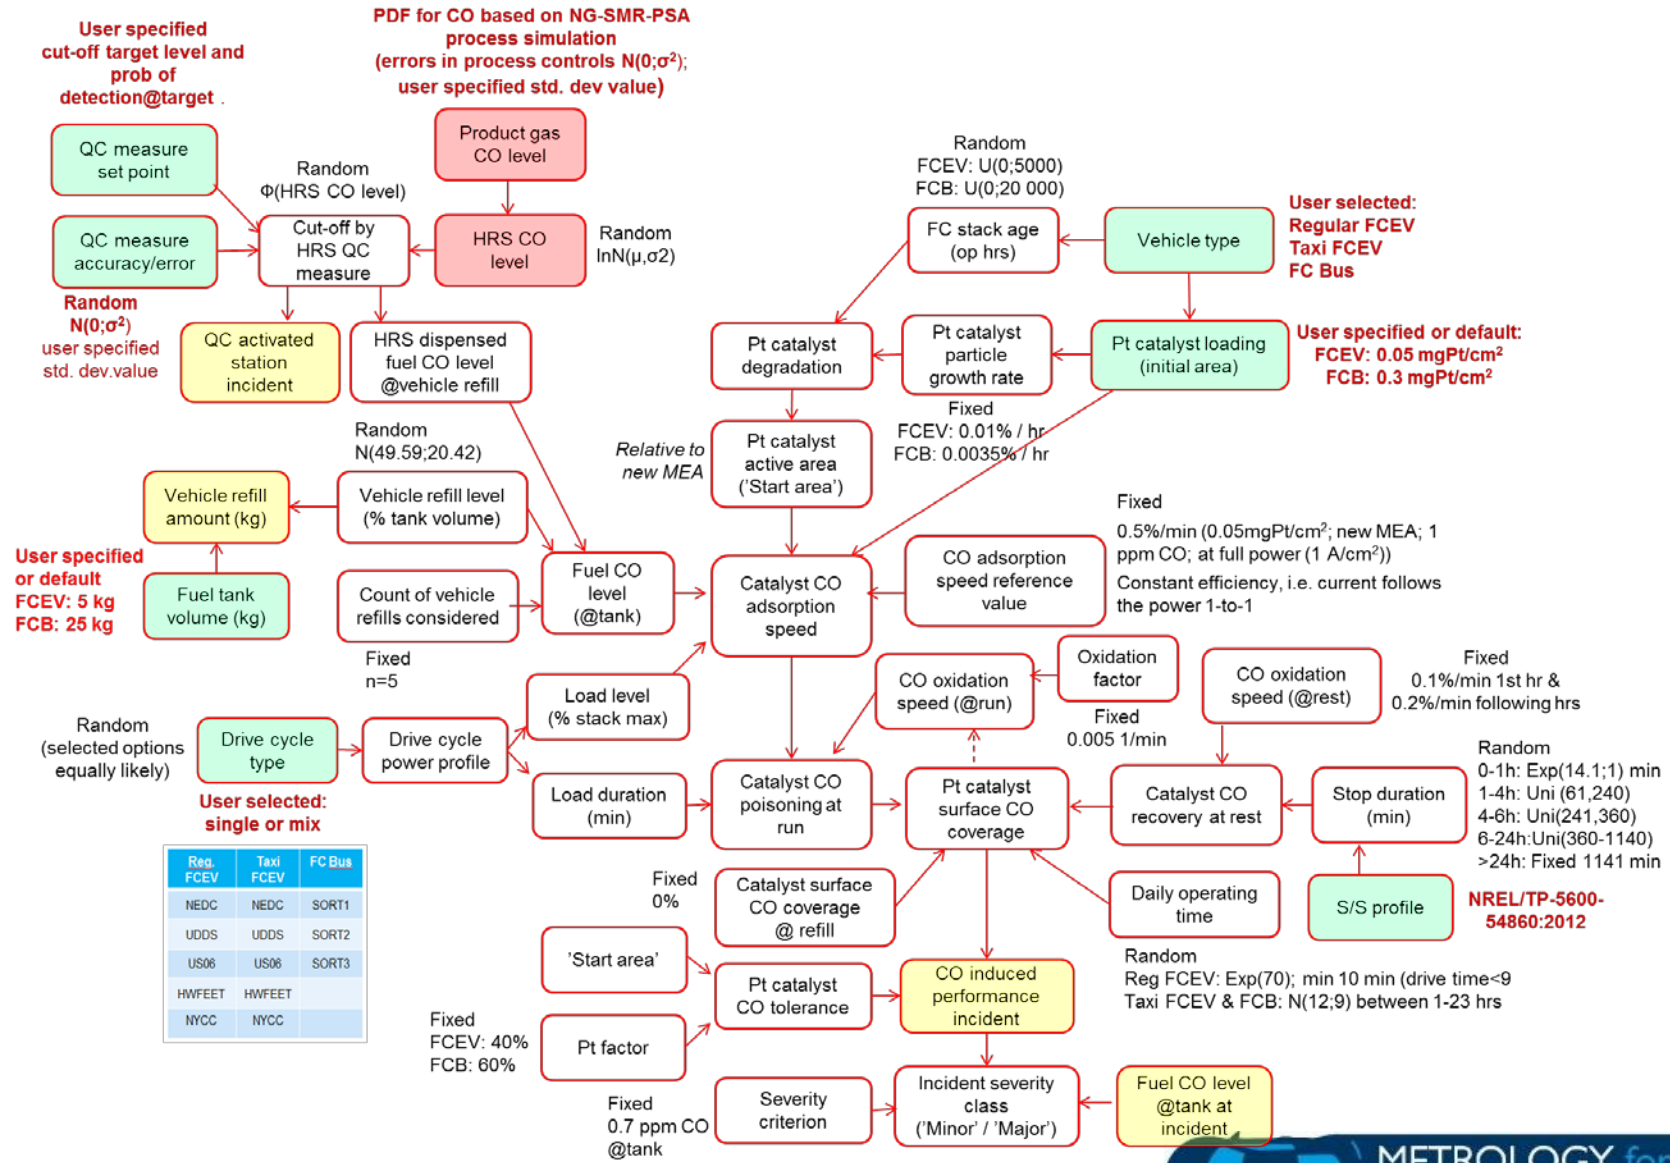 User specified
cut-off target level and
prob of
detection@target .
PDF for CO based on NG-SMR-PSA
process simulation
(errors in process controls N(0;σ²);
user specified std. dev value)
QC measure
set point
Random
Φ(HRS CO level)
Product gas
CO level
QC measure
accuracy/error
Cut-off by
HRS QC
measure
HRS CO
level
Random
lnN(μ,σ2)
Random
N(0;σ²)
user specified
std. dev.value
QC activated
station
incident
HRS dispensed
fuel CO level
@vehicle refill
Random
FCEV: U(0;5000)
FCB: U(0;20 000)
FC stack age
(op hrs)
Vehicle type
User selected:
Regular FCEV
Taxi FCEV
FC Bus
Pt catalyst
degradation
Pt catalyst
particle
growth rate
Pt catalyst loading
(initial area)
User specified or default:
FCEV: 0.05 mgPt/cm²
FCB: 0.3 mgPt/cm²
Fixed
FCEV: 0.01% / hr
FCB: 0.0035% / hr
Relative to
new MEA
Pt catalyst
active area
('Start area')
Random
N(49.59;20.42)
Vehicle refill
amount (kg)
Vehicle refill level
(% tank volume)
User specified
or default
FCEV: 5 kg
FCB: 25 kg
Fuel tank
volume (kg)
Count of vehicle
refills considered
Fixed
n=5
Fuel CO
level
(@tank)
Catalyst CO
adsorption
speed
CO adsorption
speed reference
value
Fixed
0.5%/min (0.05mgPt/cm²; new MEA; 1
ppm CO; at full power (1 A/cm²))
Constant efficiency, i.e. current follows
the power 1-to-1
Random
(selected options
equally likely)
Drive cycle
type
Drive cycle
power profile
Load level
(% stack max)
Load duration
(min)
User selected:
single or mix
Reg. FCEV Taxi FCEV FC Bus
NEDC NEDC SORT1
UDDS UDDS SORT2
US06 US06 SORT3
HWFEET HWFEET
NYCC NYCC
CO oxidation
speed (@run)
Oxidation
factor
Fixed
0.005 1/min
CO oxidation
speed (@rest)
Fixed
0.1%/min 1st hr &
0.2%/min following hrs
Catalyst CO
poisoning at
run
Pt catalyst
surface CO
coverage
Catalyst CO
recovery at rest
Stop duration
(min)
Random
0-1h: Exp(14.1;1) min
1-4h: Uni (61,240)
4-6h: Uni(241,360)
6-24h:Uni(360-1140)
>24h: Fixed 1141 min
Fixed
0%
Catalyst surface
CO coverage
@ refill
Daily operating
time
S/S profile
NREL/TP-5600-
54860:2012
Random
Reg FCEV: Exp(70); min 10 min (drive time<9
Taxi FCEV & FCB: N(12;9) between 1-23 hrs
'Start area'
Pt catalyst
CO tolerance
CO induced
performance
incident
Fixed
FCEV: 40%
FCB: 60%
Pt factor
Fixed
0.7 ppm CO
@tank
Severity
criterion
Incident severity
class
('Minor' / 'Major')
Fuel CO level
@tank at
incident
METROLOGY for